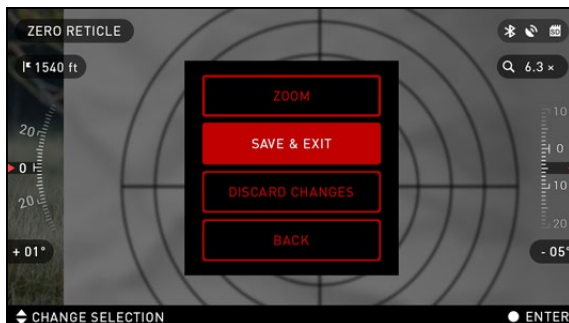 ZERO RETICLE
SD
1540 ft
6.3 ×
ZOOM
SAVE & EXIT
DISCARD CHANGES
BACK
20
0
20
10
0
10
20
+ 01°
- 05°
CHANGE SELECTION
ENTER